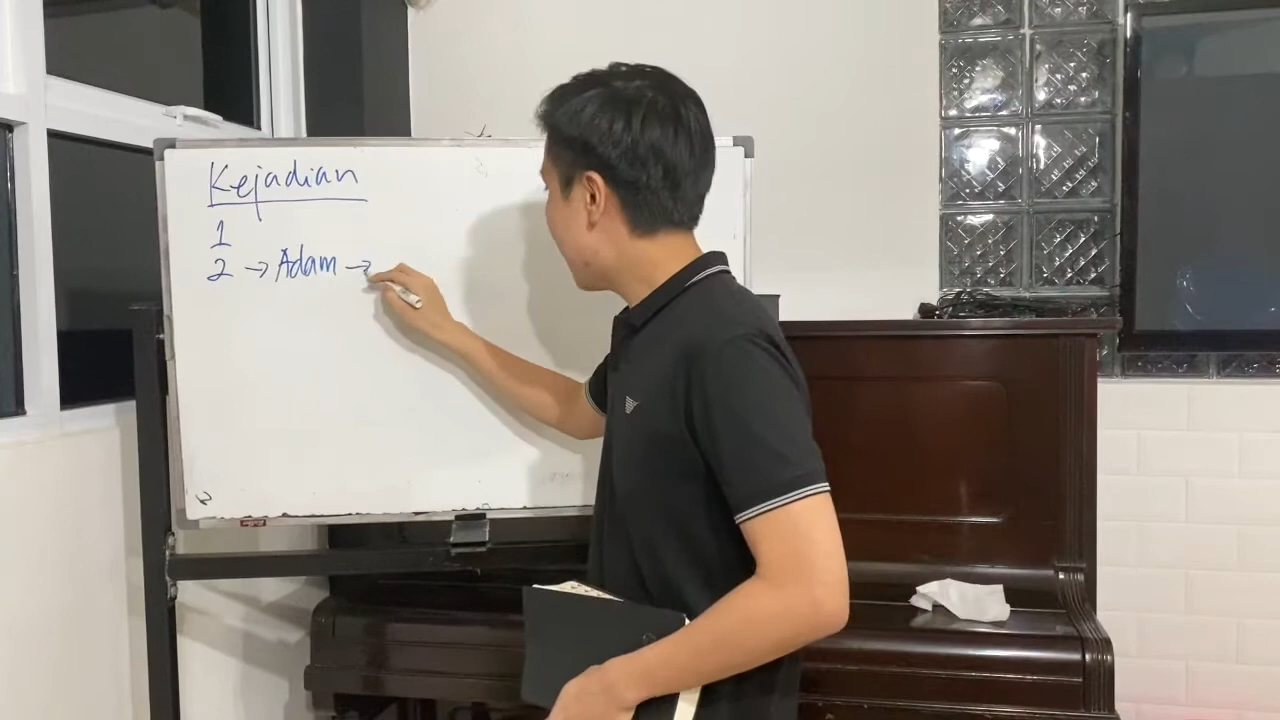 Kejadian
1
2 → Adam →